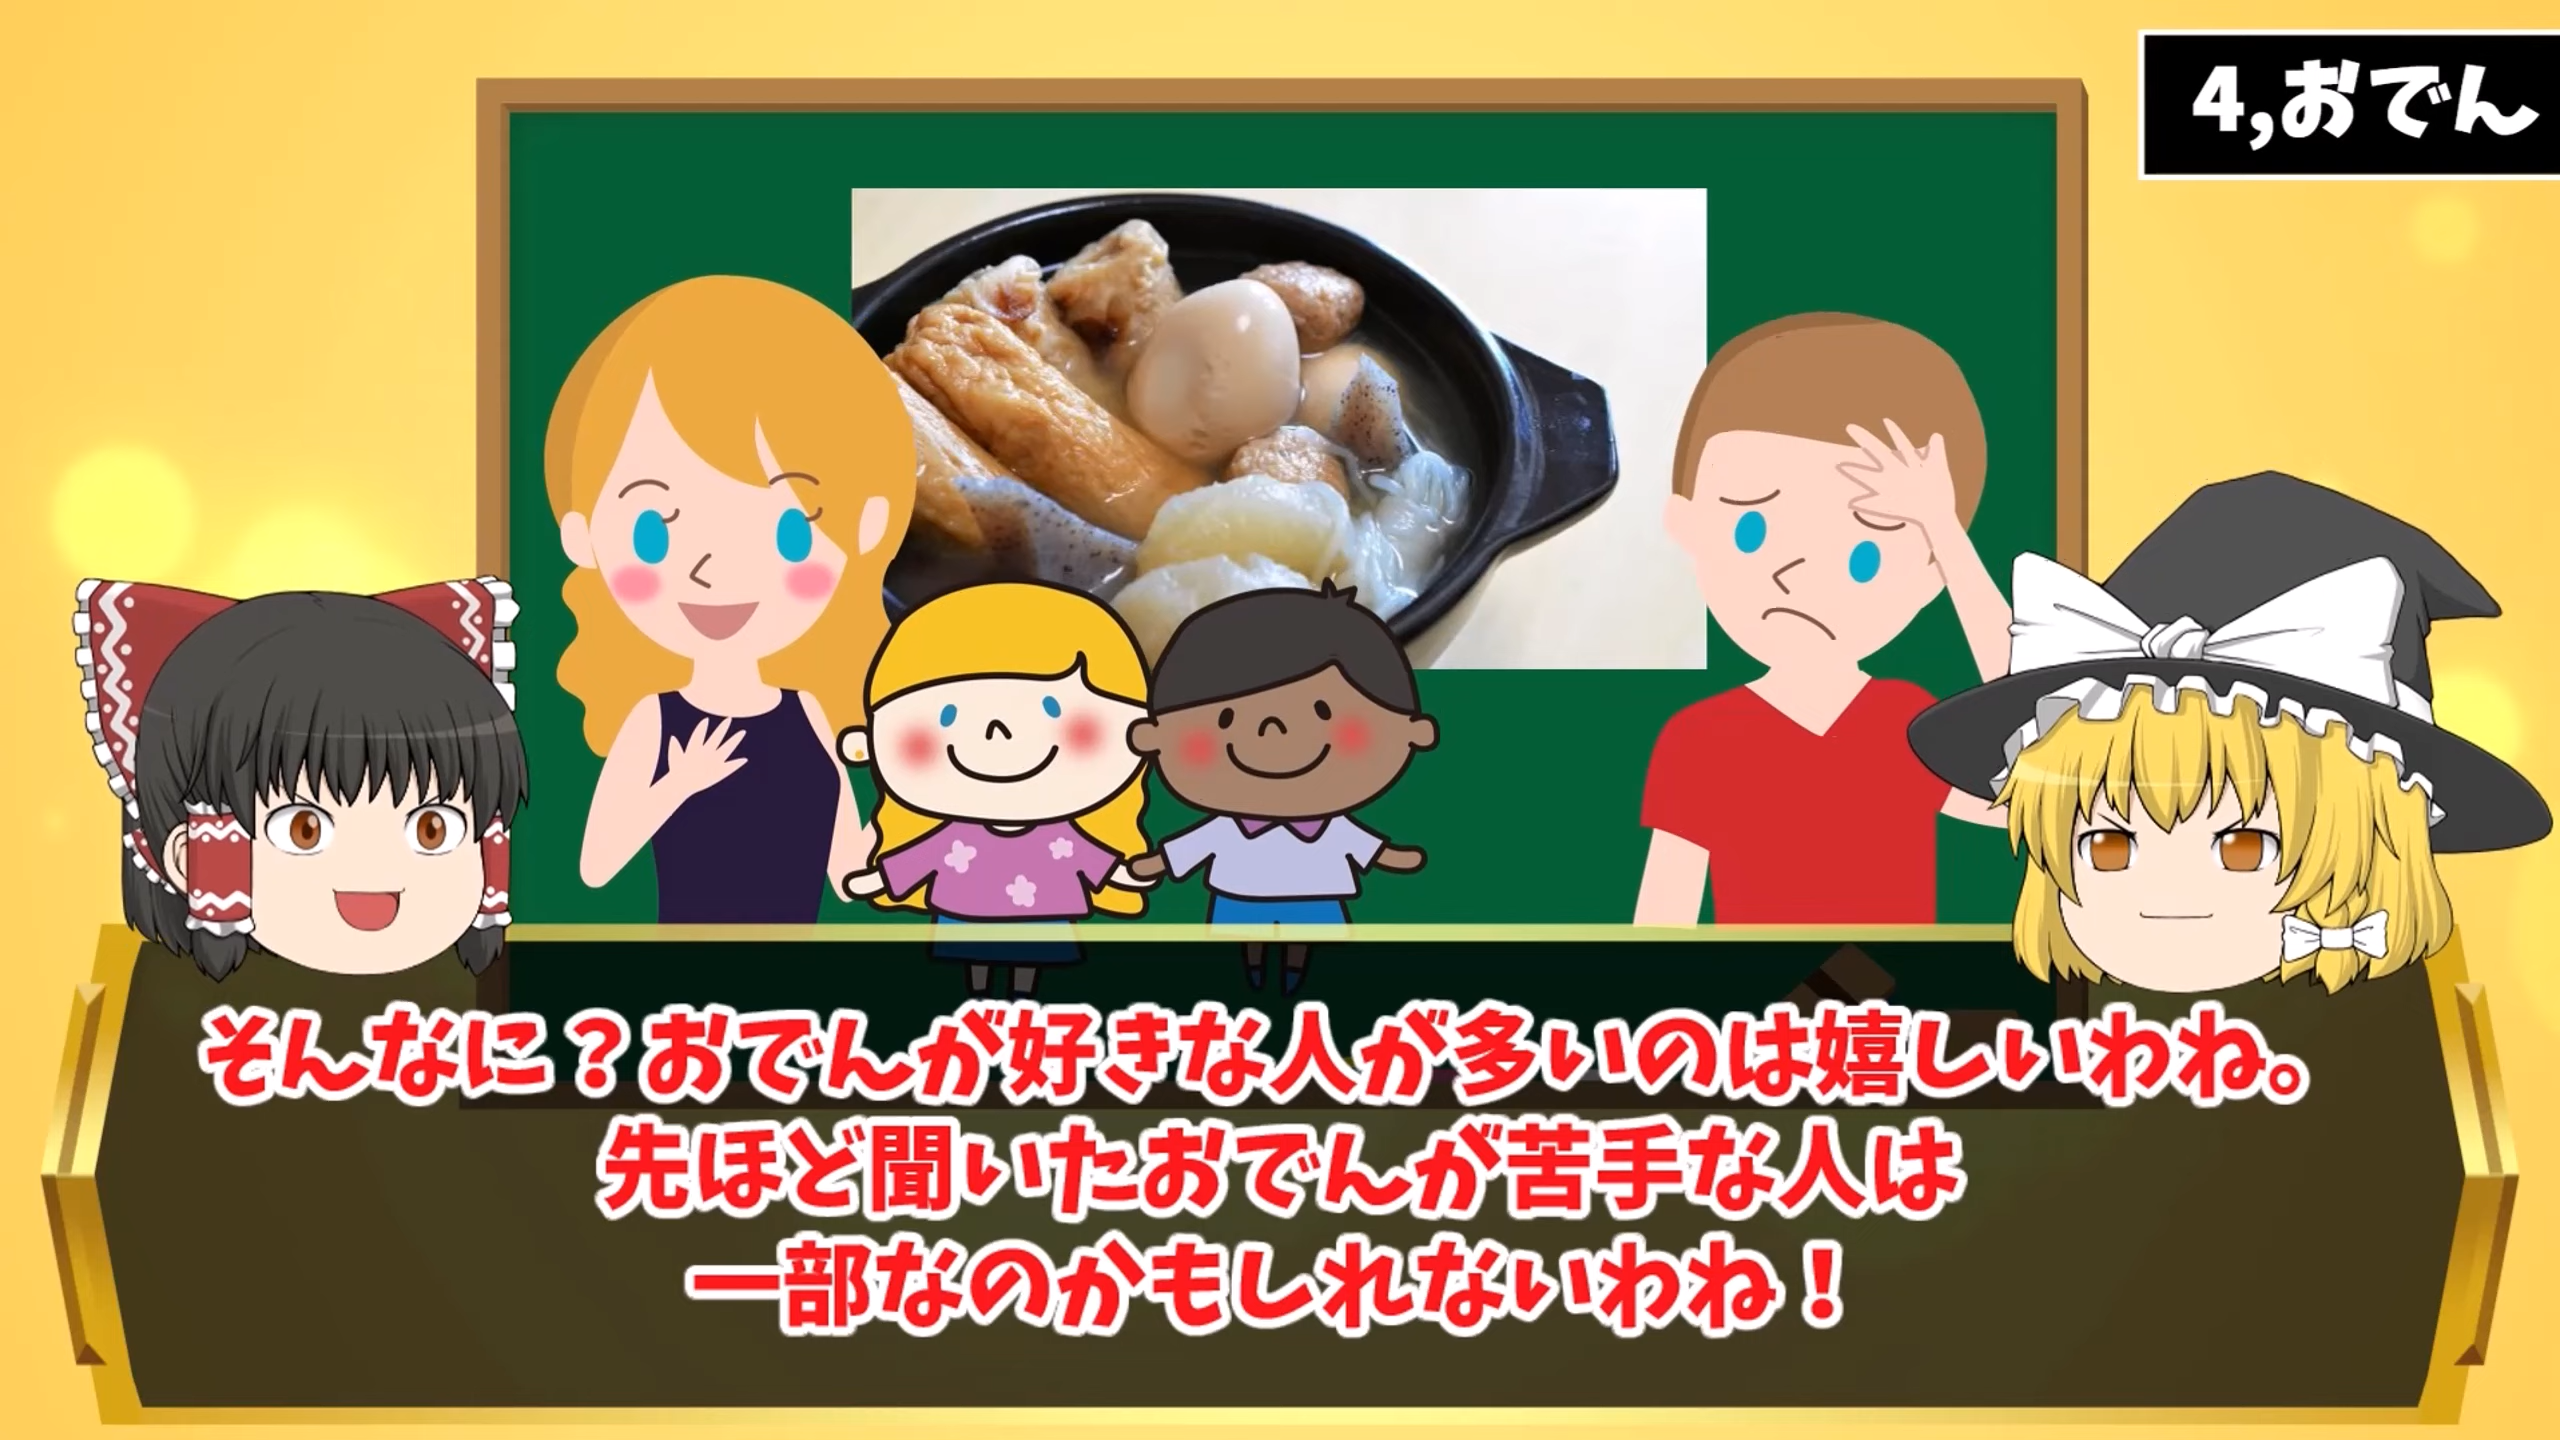 4,おでん
そんなに？おでんが好きな人が多いのは嬉しいわね。
先ほど聞いたおでんが苦手な人は
一部なのかもしれないわね！